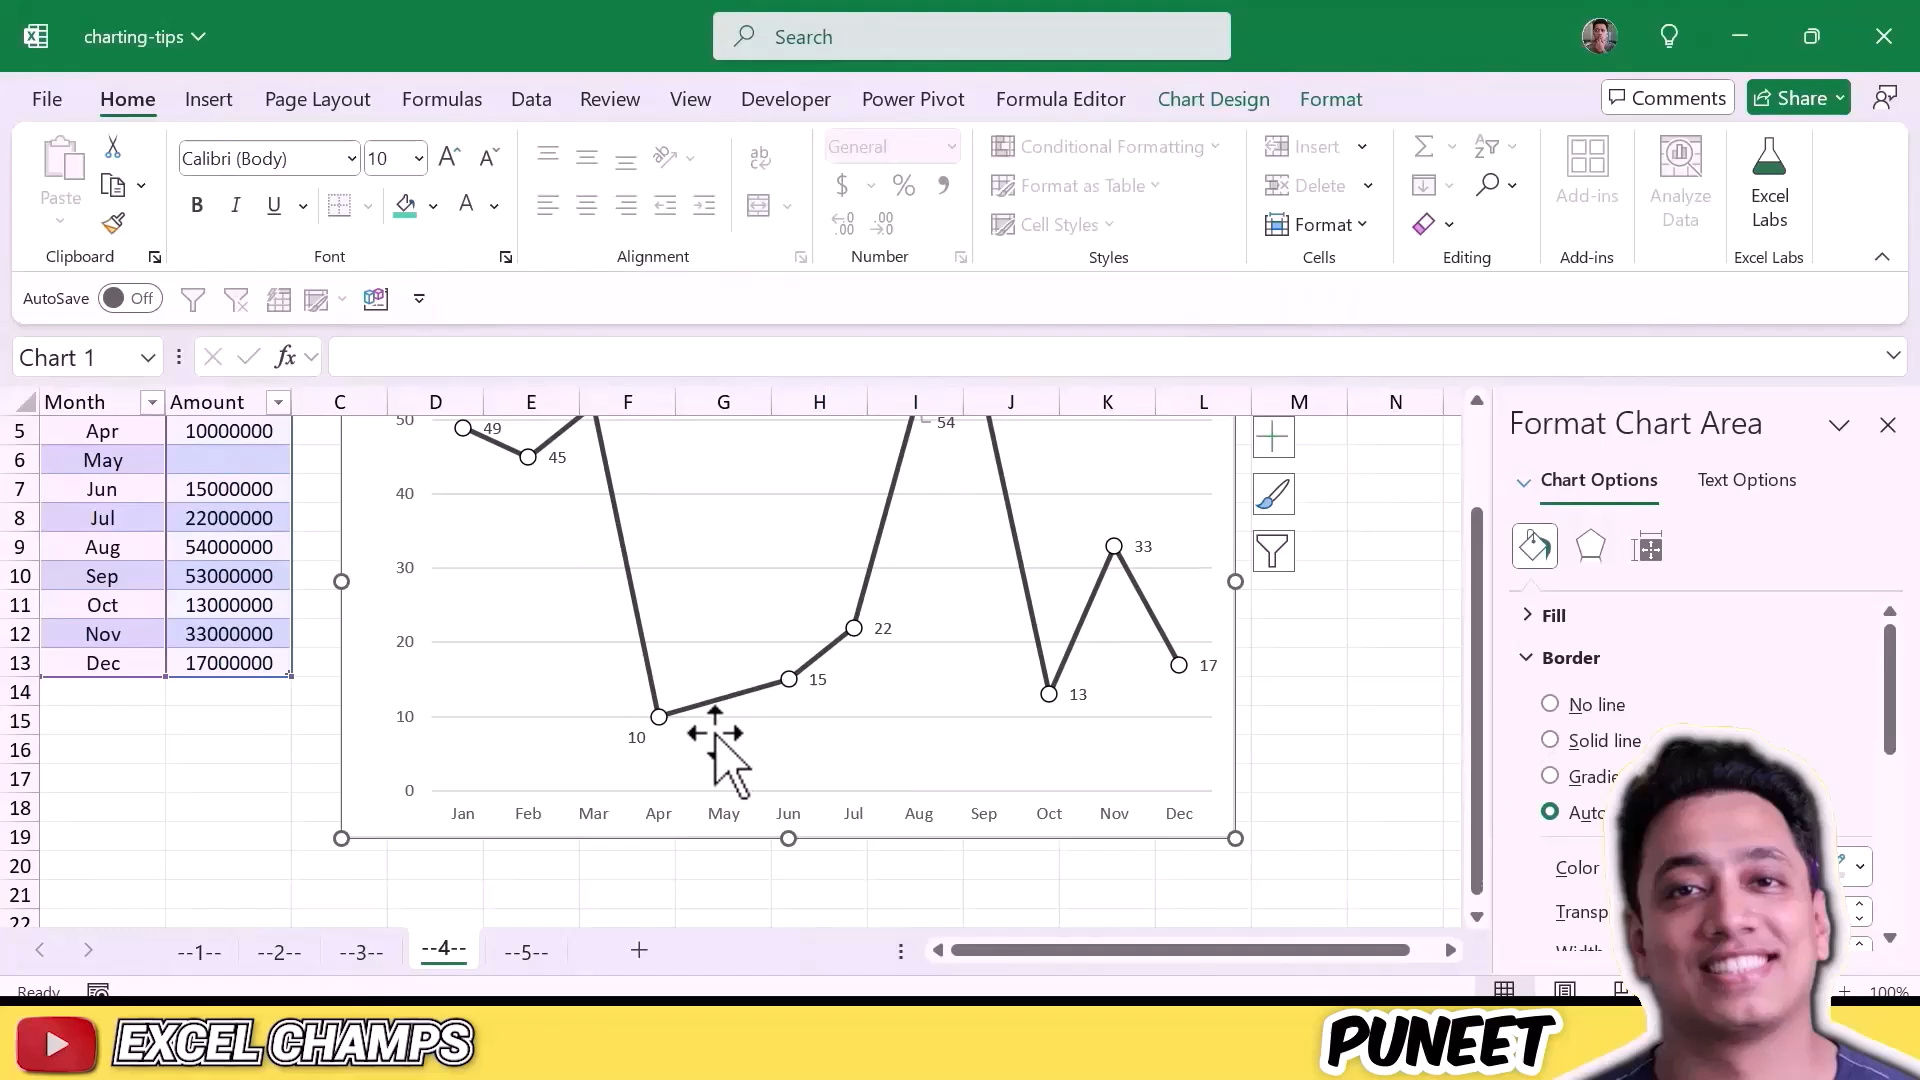 charting-tips
Search
File Home Insert Page Layout Formulas Data Review View Developer Power Pivot Formula Editor Chart Design Format Comments Share
Paste
Calibri (Body) 10
General
Conditional Formatting
Format as Table
Cell Styles
Insert
Delete
Format
Add-ins
Analyze Data
Excel Labs
B I U
Clipboard Font Alignment Number Styles Cells Editing Add-ins Excel Labs
AutoSave Off
Chart 1 fx
Month Amount C D E F G H I J K L M N
5 Apr 10000000
6 May
7 Jun 15000000
8 Jul 22000000
9 Aug 54000000
10 Sep 53000000
11 Oct 13000000
12 Nov 33000000
13 Dec 17000000
14
15
16
17
18
19
20
21
22
50
40
30
20
10
0
49
45
10
15
22
54
13
33
17
Jan Feb Mar Apr May Jun Jul Aug Sep Oct Nov Dec
Format Chart Area
Chart Options Text Options
Fill
Border
No line
Solid line
Gradie
Auto
Color
Transp
Width
--1-- --2-- --3-- --4-- --5--
Ready
100%
EXCEL CHAMPS
PUNEET